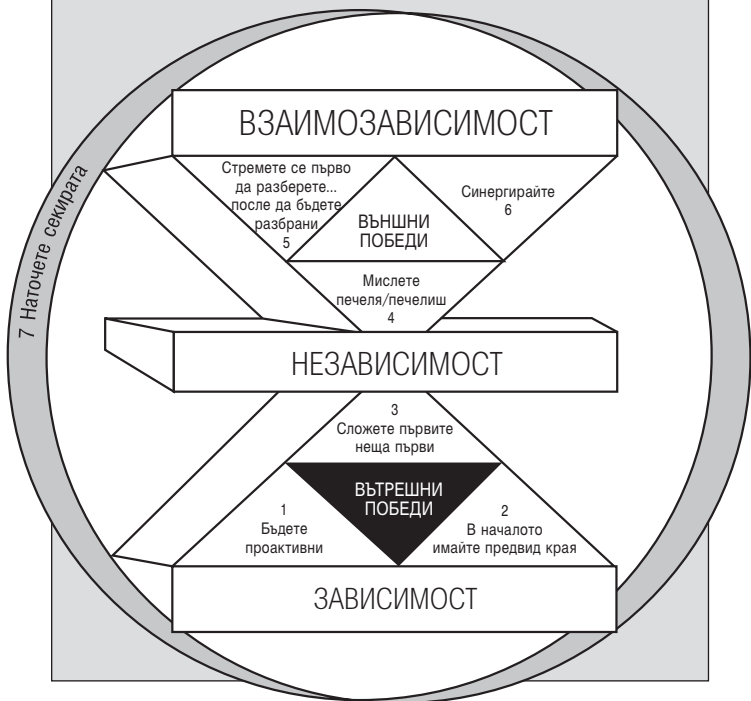 ВЗАИМОЗАВИСИМОСТ
Стремете се първо
да разберете...
после да бъдете
разбрани
5
ВЪНШНИ
ПОБЕДИ
Синергирайте
6
Мислете
печеля/печелиш
4
7 Наточете секирата
НЕЗАВИСИМОСТ
3
Сложете първите
неща първи
ВЪТРЕШНИ
ПОБЕДИ
1
Бъдете
проактивни
2
В началото
имайте предвид края
ЗАВИСИМОСТ